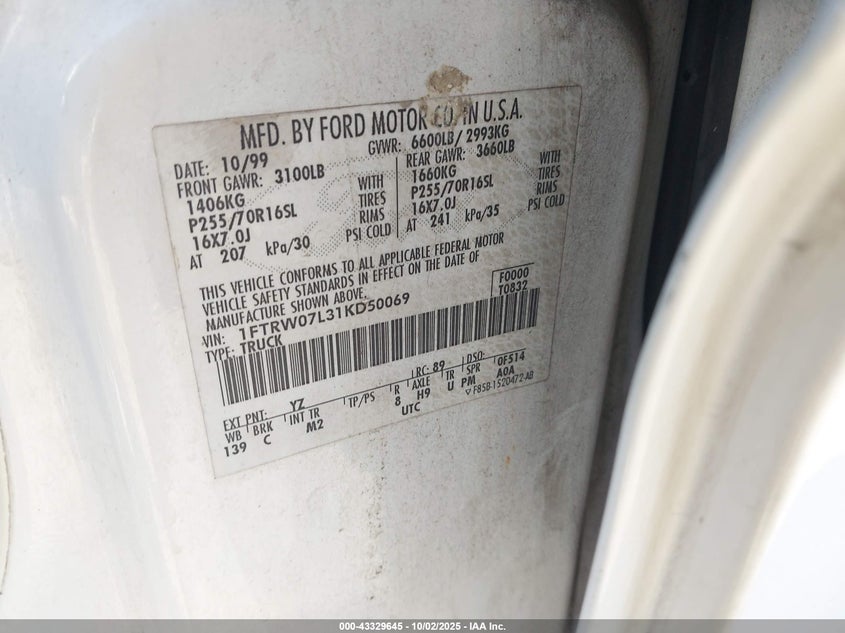 MFD. BY FORD MOTOR CO. IN U.S.A.
DATE: 10/99 GVWR: 6600LB/2993KG
FRONT GAWR: 3100LB REAR GAWR: 3660LB
1406KG WITH 1660KG WITH
P255/70R16SL TIRES P255/70R16SL TIRES
16X7.0J RIMS 16X7.0J RIMS
AT 207 kPa/30 PSI COLD AT 241 kPa/35 PSI COLD
THIS VEHICLE CONFORMS TO ALL APPLICABLE FEDERAL MOTOR
VEHICLE SAFETY STANDARDS IN EFFECT ON THE DATE OF
MANUFACTURE SHOWN ABOVE.
F0000
T0832
VIN: 1FTRW07L31KD50069
TYPE: TRUCK
EXT PNT: YZ RC: 89 DSO: 0F514
WB BRK INT TR TP/PS R AXLE TR SPR
139 C M2 8 H9 U PM A0A
UTC F85B-1520472-AB
000-43329645 - 10/02/2025 - IAA Inc.